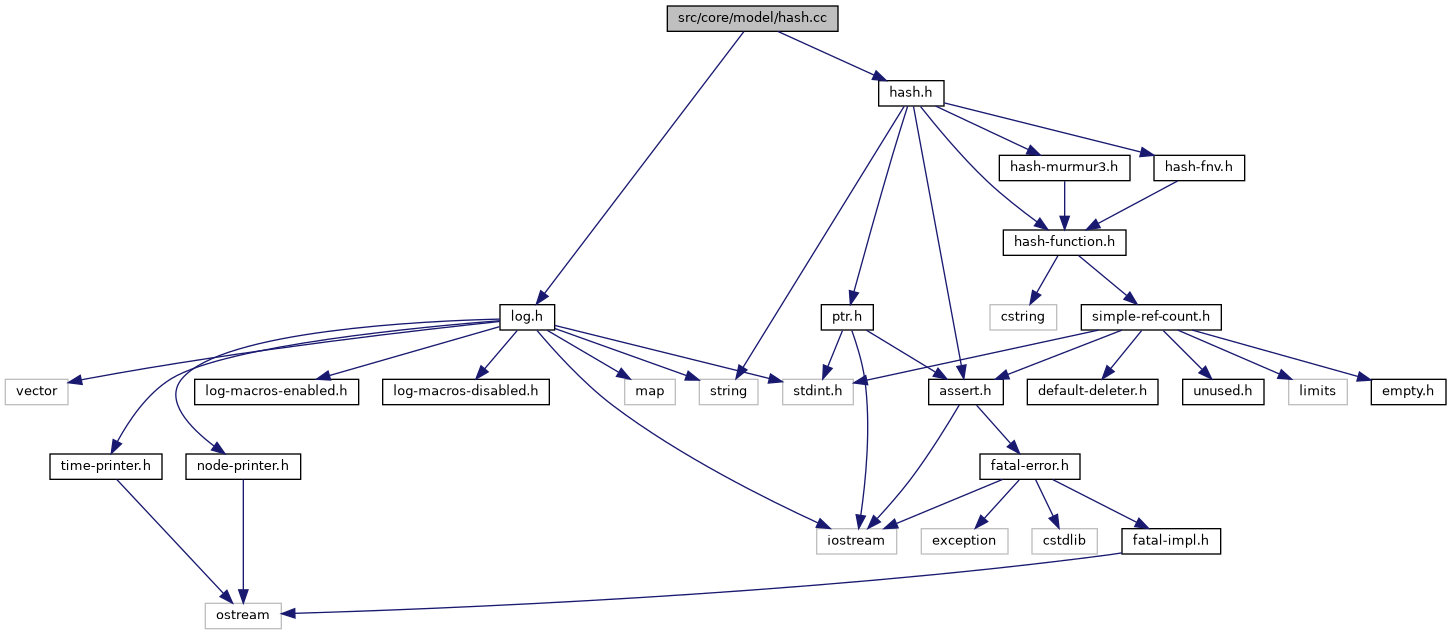 src/core/model/hash.cc
hash.h
hash-murmur3.h
hash-fnv.h
hash-function.h
log.h
ptr.h
cstring
simple-ref-count.h
vector
log-macros-enabled.h
log-macros-disabled.h
map
string
stdint.h
assert.h
default-deleter.h
unused.h
limits
empty.h
time-printer.h
node-printer.h
fatal-error.h
iostream
exception
cstdlib
fatal-impl.h
ostream